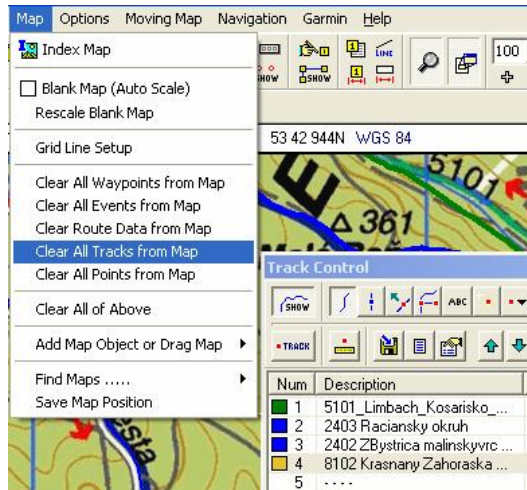 Map Options Moving Map Navigation Garmin Help
Index Map
SHOW LINE 100
Blank Map (Auto Scale)
Rescale Blank Map
53 42 944N WGS 84
Grid Line Setup
Clear All Waypoints from Map
5101
Clear All Events from Map
Clear Route Data from Map
361
Clear All Tracks from Map
Clear All Points from Map
Track Control
Clear All of Above
SHOW ABC
Add Map Object or Drag Map
TRACK
Find Maps .....
Save Map Position
Num Description
1 5101_Limbach_Kosarisko_...
2 2403 Raciansky okruh
3 2402 ZBystrica malinskyvrc ...
4 8102 Krasnany Zahoraska ...
5 ----